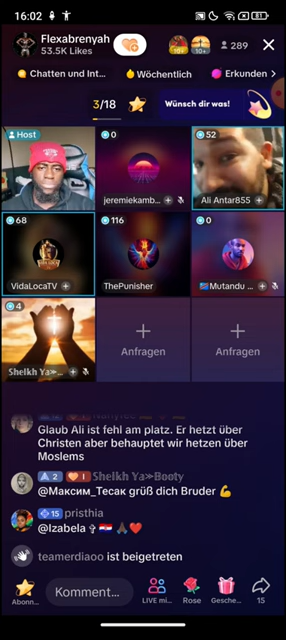 16:02
81
Flexabrenyah
53.5K Likes
10+
10+
289
Chatten und Int...
Wöchentlich
Erkunden
3/18
Wünsch dir was!
Host
0
52
jeremiekamb...
Ali Antar855
68
116
0
VidaLocaTV
ThePunisher
Mutandu ...
4
Sheikh Ya≫...
Anfragen
Anfragen
Glaub Ali ist fehl am platz. Er hetzt über
Christen aber behauptet wir hetzen über
Moslems
2 1 Sheikh Ya≫Booty
@Максим_Тесак grüß dich Bruder 💪
15 pristhia
@Izabela ✞ 🇭🇷 🙏🏿 ❤️
teamerdiaoo ist beigetreten
Abonn...
Komment...
LIVE mi...
Rose
Gesche...
15